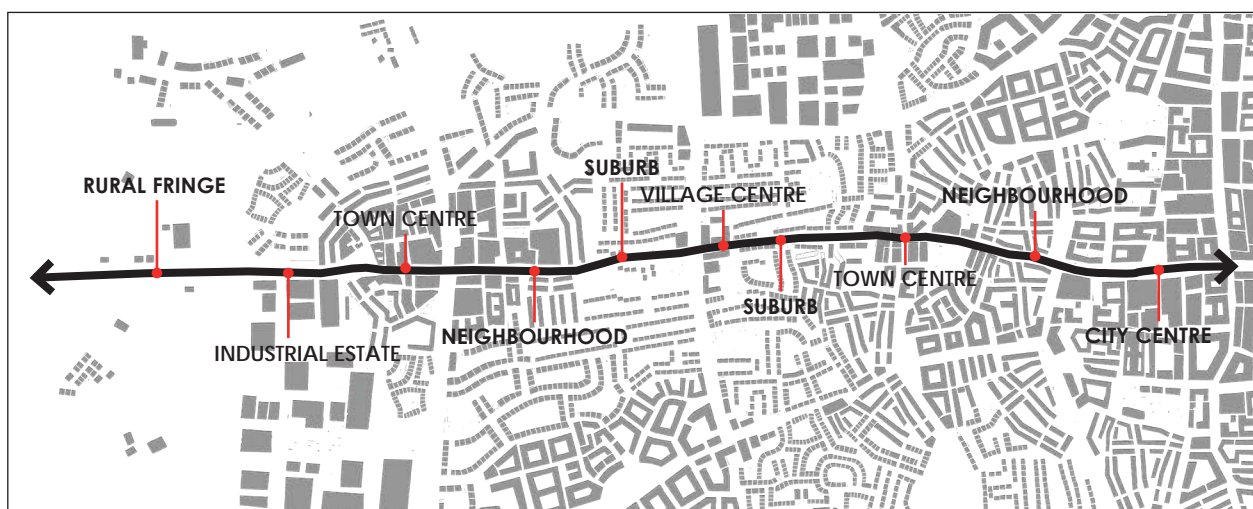 RURAL FRINGE
INDUSTRIAL ESTATE
TOWN CENTRE
NEIGHBOURHOOD
SUBURB
VILLAGE CENTRE
SUBURB
TOWN CENTRE
NEIGHBOURHOOD
CITY CENTRE